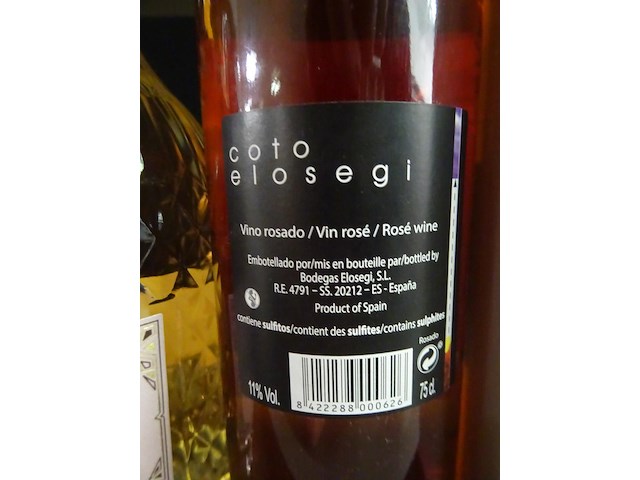 coto
elosegi
Vino rosado / Vin rosé / Rosé wine
Embotellado por/mis en bouteille par/bottled by
Bodegas Elosegi, S.L.
R.E. 4791 – SS. 20212 – ES - España
Product of Spain
contiene sulfitos/contient des sulfites/contains sulphites
Rosado
11% Vol.
75 cl.
8 422288 000626